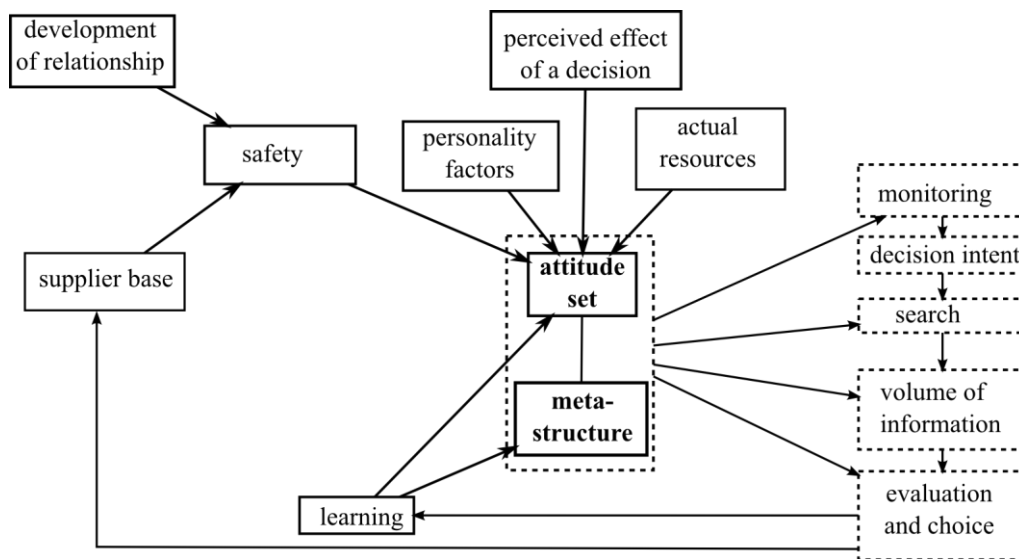 development
of relationship
perceived effect
of a decision
safety
personality
factors
actual
resources
monitoring
supplier base
attitude
set
decision intent
search
meta-
structure
volume of
information
learning
evaluation
and choice